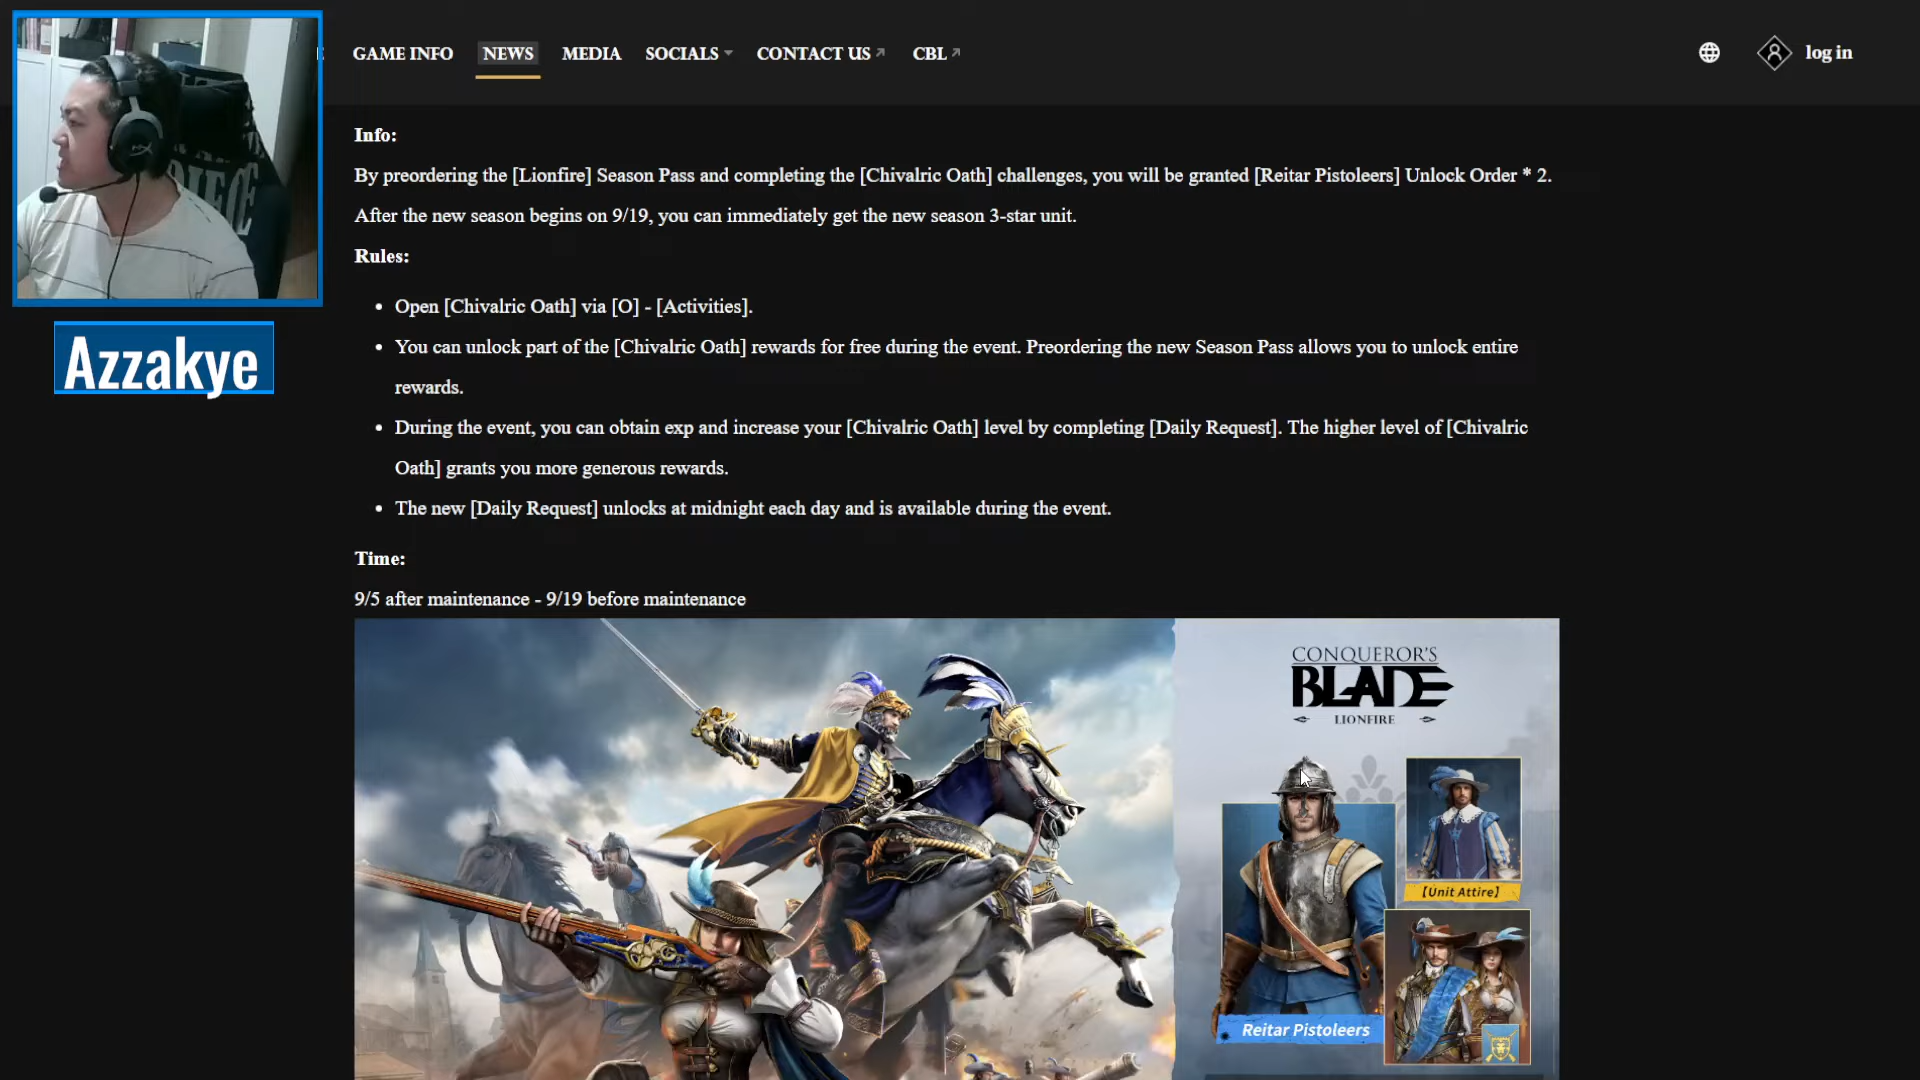 GAME INFO NEWS MEDIA SOCIALS CONTACT US CBL log in
Info:
By preordering the [Lionfire] Season Pass and completing the [Chivalric Oath] challenges, you will be granted [Reitar Pistoleers] Unlock Order * 2.
After the new season begins on 9/19, you can immediately get the new season 3-star unit.
Rules:
• Open [Chivalric Oath] via [O] - [Activities].
• You can unlock part of the [Chivalric Oath] rewards for free during the event. Preordering the new Season Pass allows you to unlock entire
rewards.
• During the event, you can obtain exp and increase your [Chivalric Oath] level by completing [Daily Request]. The higher level of [Chivalric
Oath] grants you more generous rewards.
• The new [Daily Request] unlocks at midnight each day and is available during the event.
Time:
9/5 after maintenance - 9/19 before maintenance
Azzakye
CONQUEROR'S
BLADE
LIONFIRE
[Unit Attire]
Reitar Pistoleers